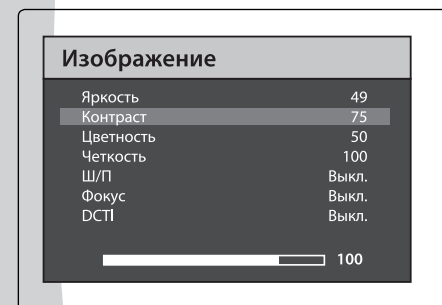 Изображение
Яркость 49
Контраст 75
Цветность 50
Четкость 100
Ш/П Выкл.
Фокус Выкл.
DCTI Выкл.
100